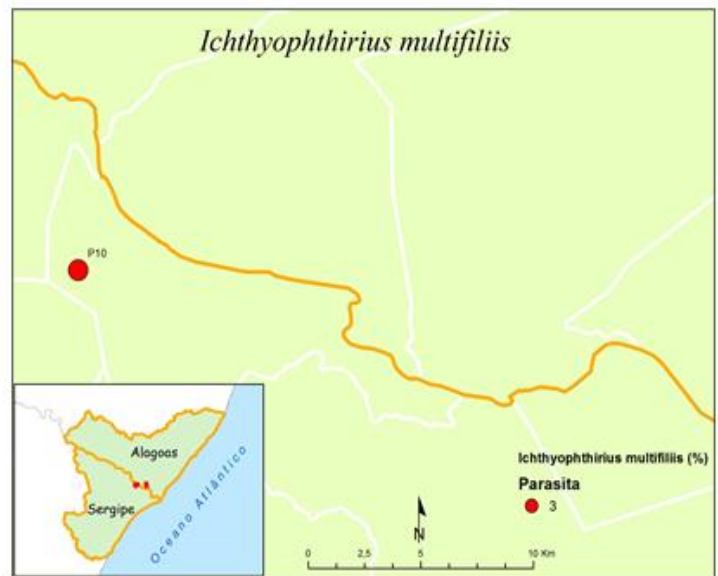 Ichthyophthirius multifiliis
P10
Alagoas
Sergipe
Oceano Atlântico
Ichthyophthirius multifiliis (%)
Parasita
3
N
0 2,5 5 10 Km